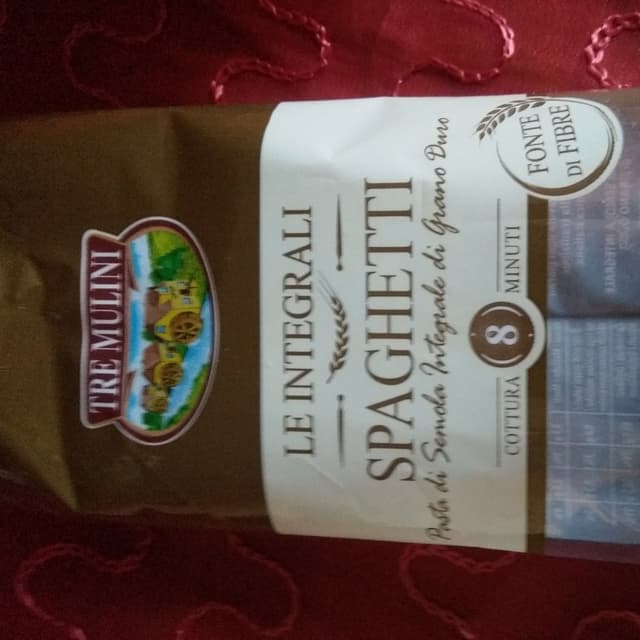 TRE MULINI
LE INTEGRALI
SPAGHETTI
Pasta di Semola Integrale di Grano Duro
COTTURA 8 MINUTI
FONTE
DI FIBRE